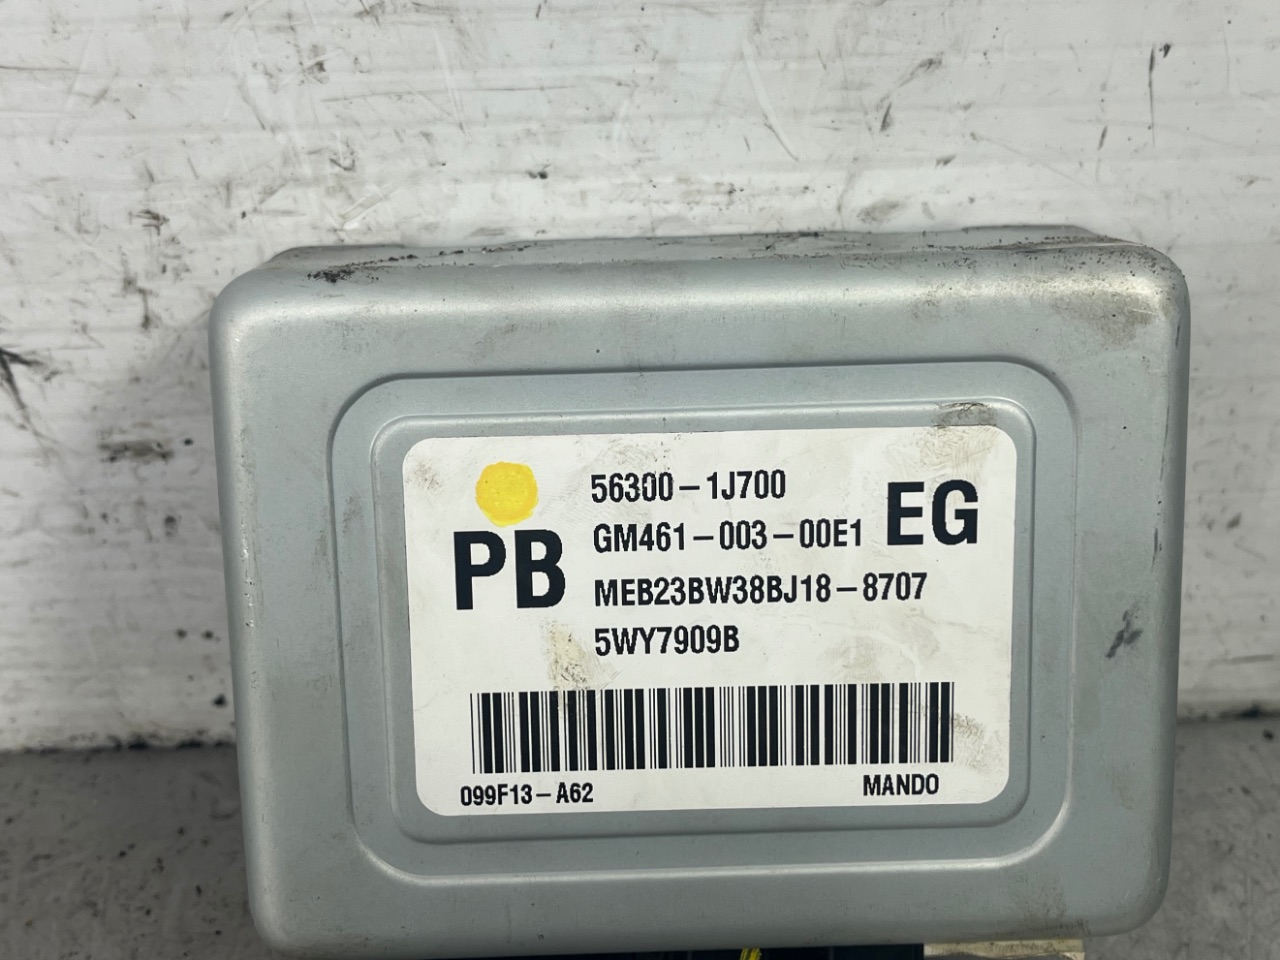 PB
56300-1J700
GM461-003-00E1
EG
MEB23BW38BJ18-8707
5WY7909B
099F13-A62
MANDO